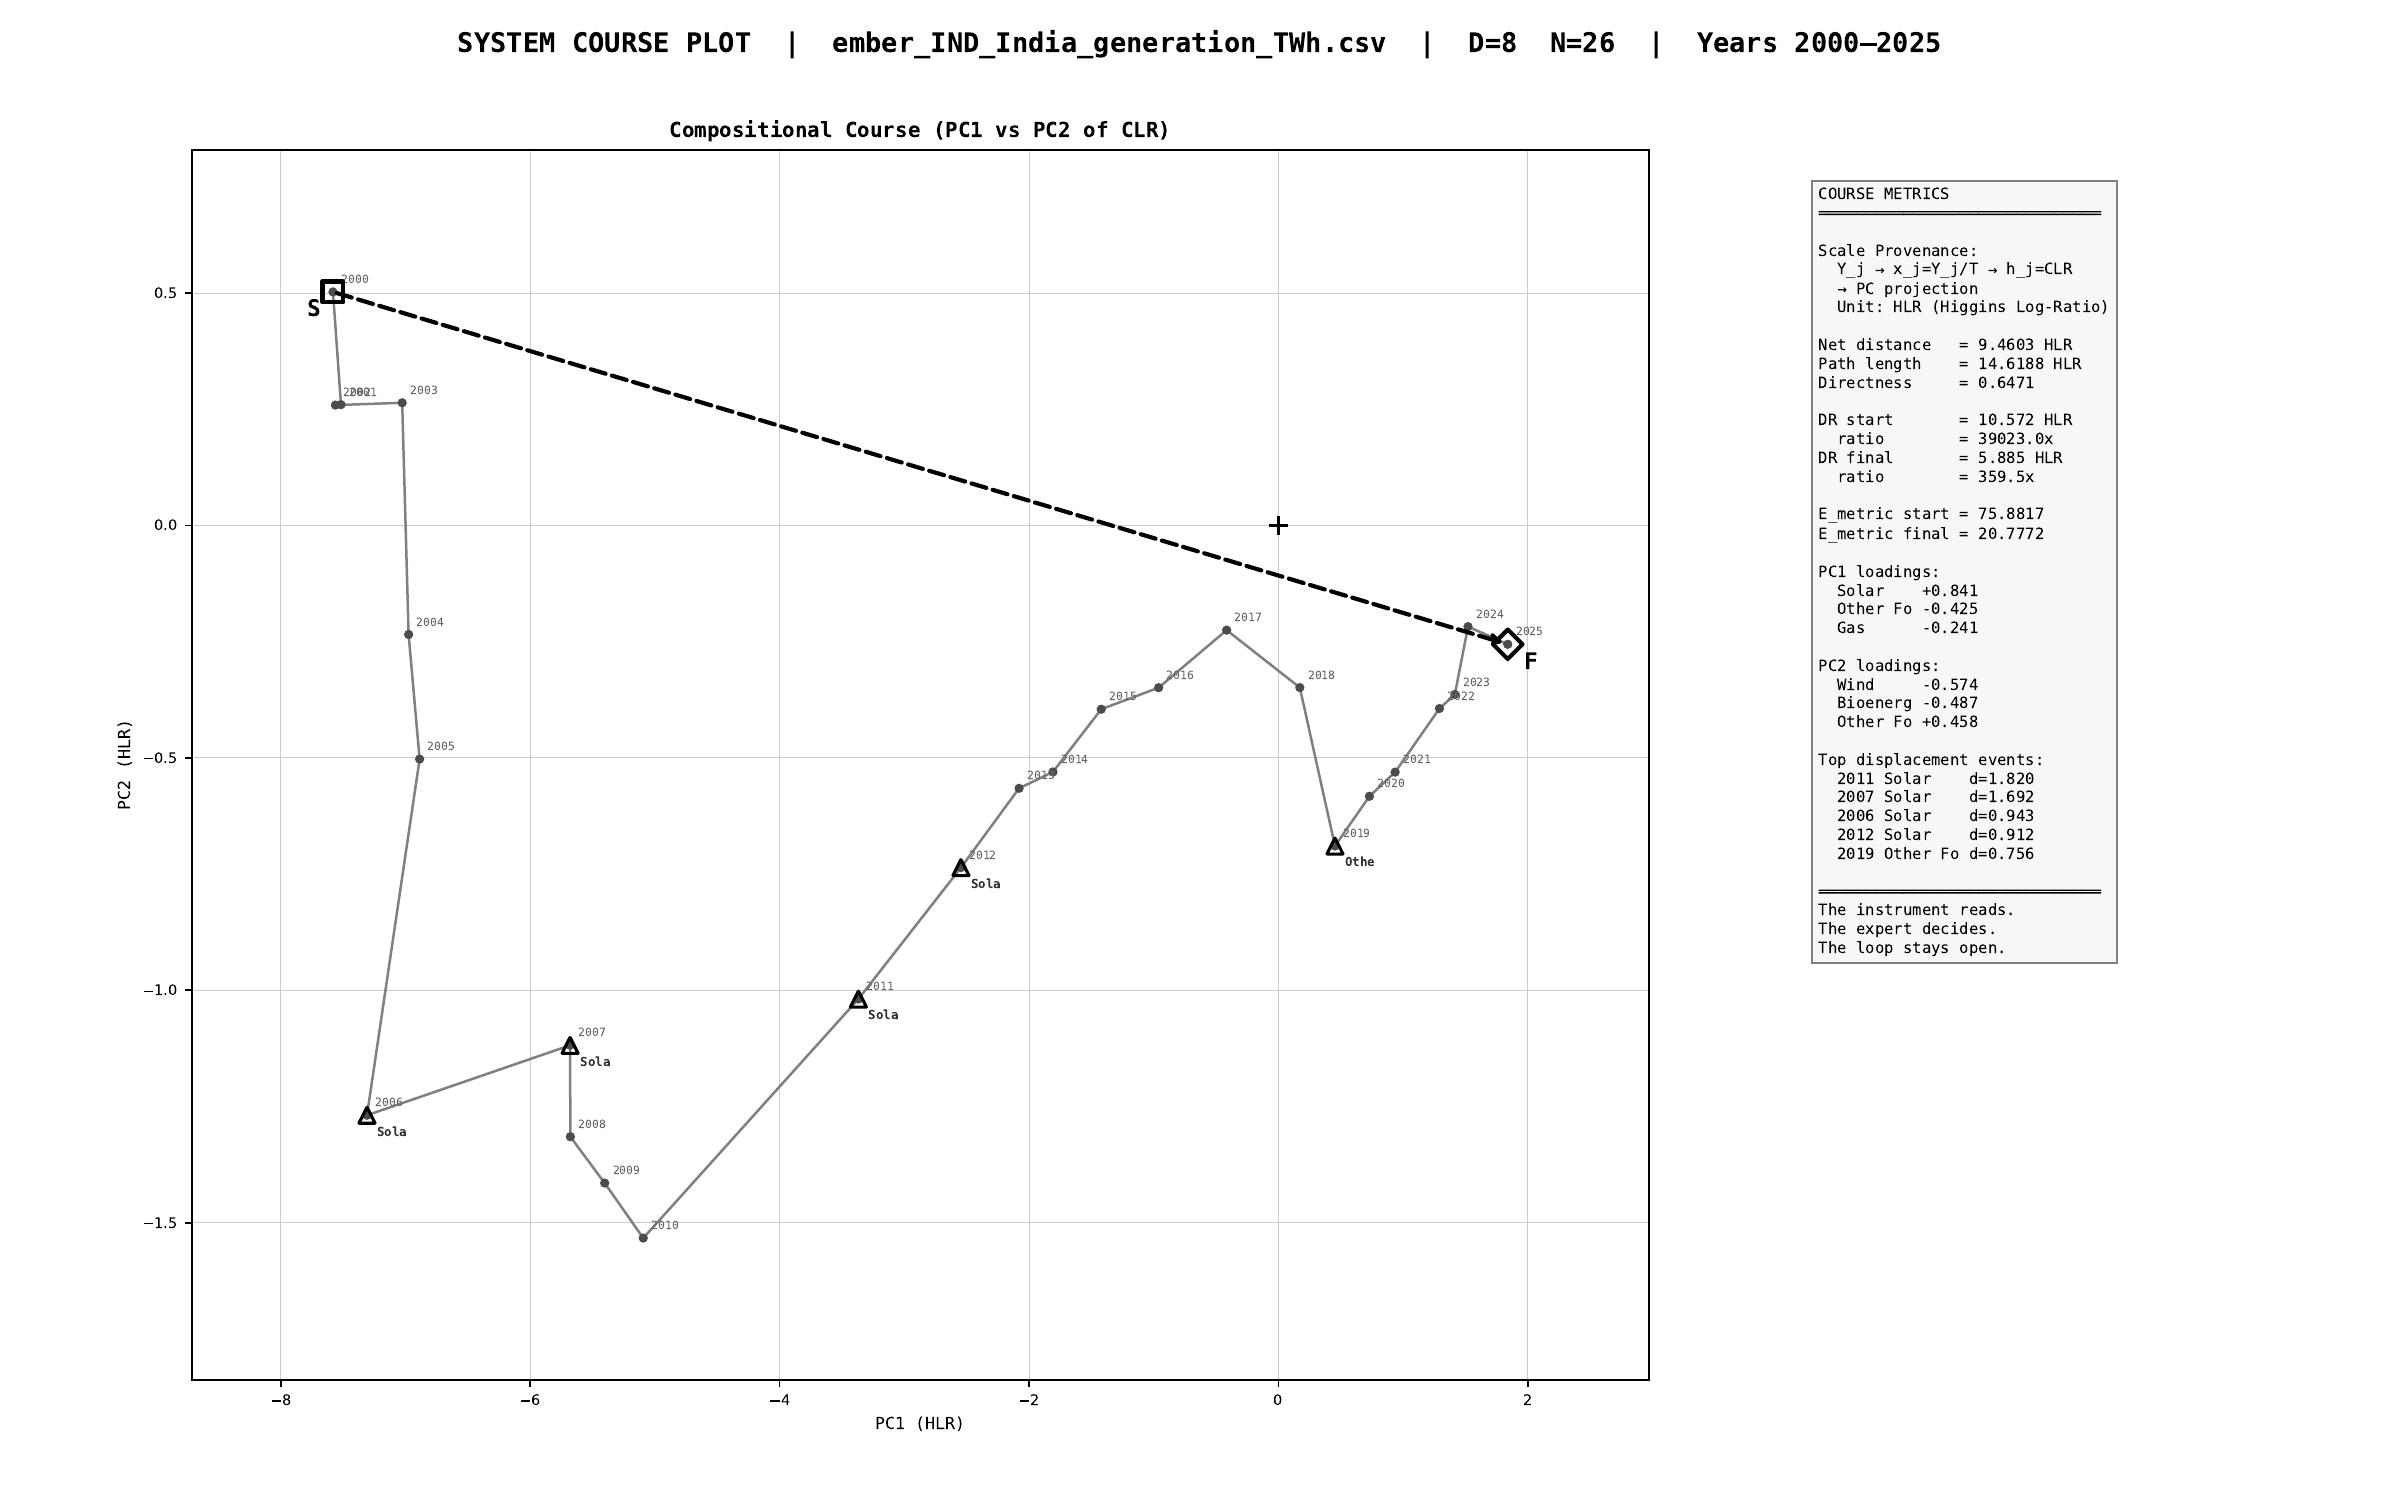 SYSTEM COURSE PLOT | ember_IND_India_generation_TWh.csv | D=8 N=26 | Years 2000–2025
Compositional Course (PC1 vs PC2 of CLR)
0.5
0.0
−0.5
−1.0
−1.5
PC2 (HLR)
−8
−6
−4
−2
0
2
PC1 (HLR)
S
2000
2001
2003
2004
2005
2006
Sola
2007
Sola
2008
2009
2010
2011
Sola
2012
Sola
2013
2014
2015
2016
2017
2018
2019
Othe
2020
2021
2022
2023
2024
2025
F
COURSE METRICS
Scale Provenance:
Y_j → x_j=Y_j/T → h_j=CLR
→ PC projection
Unit: HLR (Higgins Log-Ratio)
Net distance = 9.4603 HLR
Path length = 14.6188 HLR
Directness = 0.6471
DR start = 10.572 HLR
ratio = 39023.0x
DR final = 5.885 HLR
ratio = 359.5x
E_metric start = 75.8817
E_metric final = 20.7772
PC1 loadings:
Solar +0.841
Other Fo -0.425
Gas -0.241
PC2 loadings:
Wind -0.574
Bioenerg -0.487
Other Fo +0.458
Top displacement events:
2011 Solar d=1.820
2007 Solar d=1.692
2006 Solar d=0.943
2012 Solar d=0.912
2019 Other Fo d=0.756
The instrument reads.
The expert decides.
The loop stays open.